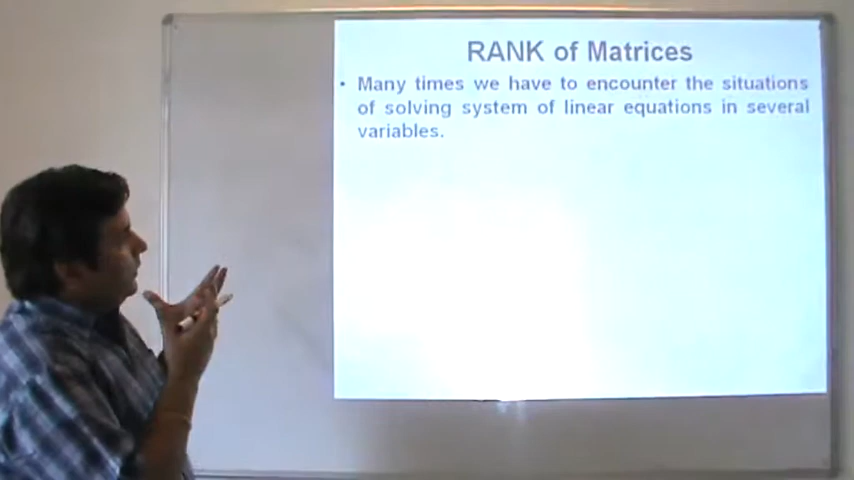 RANK of Matrices
• Many times we have to encounter the situations
of solving system of linear equations in several
variables.